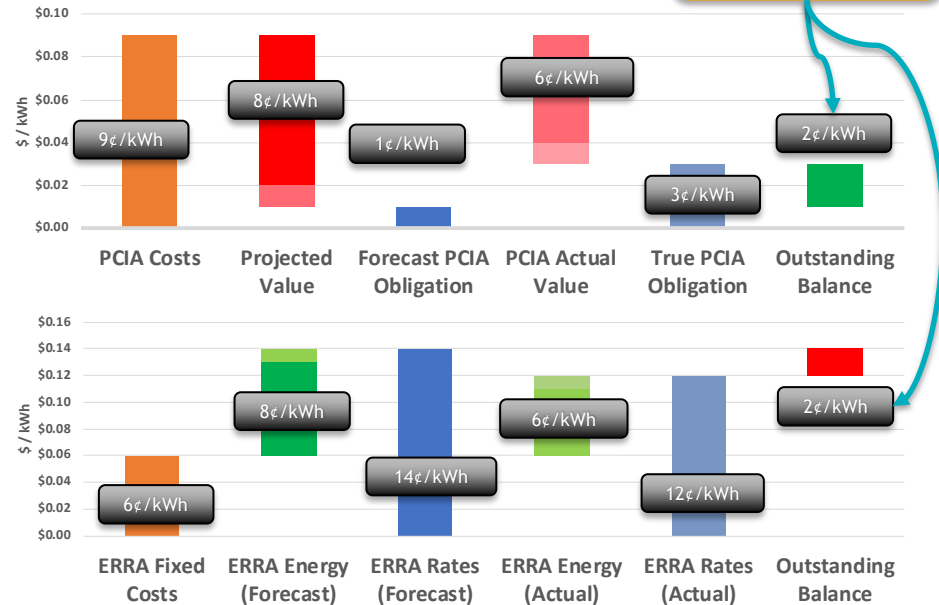 $0.10
$0.08
$0.06
$0.04
$0.02
$0.00
$ / kWh
9¢/kWh
8¢/kWh
1¢/kWh
6¢/kWh
3¢/kWh
2¢/kWh
PCIA Costs
Projected
Value
Forecast PCIA
Obligation
PCIA Actual
Value
True PCIA
Obligation
Outstanding
Balance
$0.16
$0.14
$0.12
$0.10
$0.08
$0.06
$0.04
$0.02
$0.00
$ / kWh
6¢/kWh
8¢/kWh
14¢/kWh
6¢/kWh
12¢/kWh
2¢/kWh
ERRA Fixed
Costs
ERRA Energy
(Forecast)
ERRA Rates
(Forecast)
ERRA Energy
(Actual)
ERRA Rates
(Actual)
Outstanding
Balance